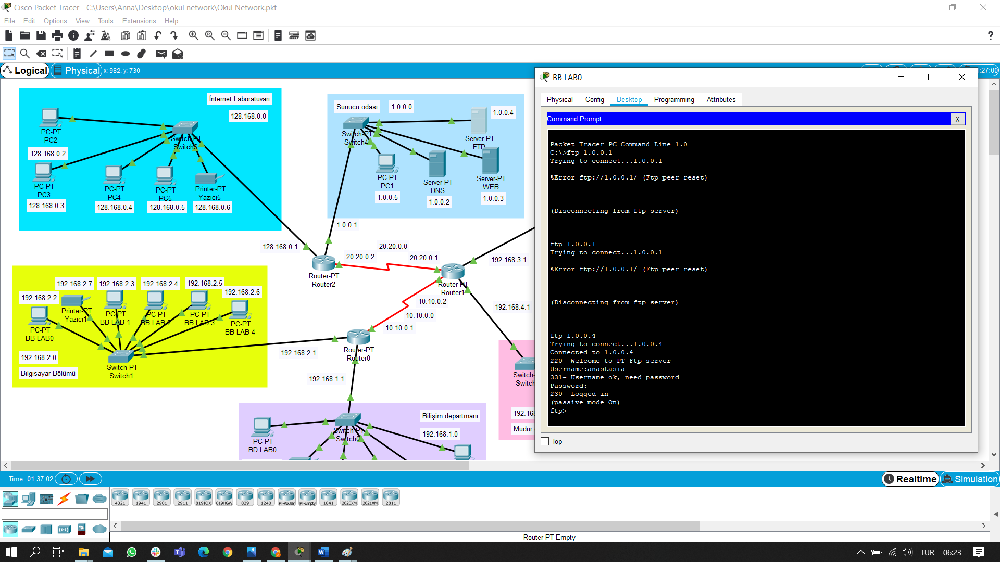 Cisco Packet Tracer - C:\Users\Anna\Desktop\okul network\Okul Network.pkt
File Edit Options View Tools Extensions Help
?
Logical Physical x: 982, y: 730
:27:00
İnternet Laboratuvarı
128.168.0.0
PC-PT
PC2
128.168.0.2
Switch-PT
Switch5
PC-PT
PC3
128.168.0.3
PC-PT
PC4
128.168.0.4
PC-PT
PC5
128.168.0.5
Printer-PT
Yazıcı5
128.168.0.6
Sunucu odası
1.0.0.0
1.0.0.4
Switch-PT
Switch4
Server-PT
FTP
PC-PT
PC1
1.0.0.5
Server-PT
DNS
1.0.0.2
Server-PT
WEB
1.0.0.3
1.0.0.1
128.168.0.1
20.20.0.0
20.20.0.2
20.20.0.1
192.168.3.1
Router-PT
Router2
Router-PT
Router1
10.10.0.2
10.10.0.0
10.10.0.1
192.168.4.1
192.168.2.7
192.168.2.3
192.168.2.4
192.168.2.5
192.168.2.6
192.168.2.2
Printer-PT
Yazıcı1
PC-PT
BB LAB 1
PC-PT
BB LAB 2
PC-PT
BB LAB 3
PC-PT
BB LAB 4
PC-PT
BB LAB0
192.168.2.0
Bilgisayar Bölümü
Switch-PT
Switch1
192.168.2.1
Router-PT
Router0
192.168.1.1
Switch-
Switch
192.168
Müdür
Bilişim departmanı
192.168.1.0
Switch-PT
Switch0
PC-PT
BD LAB0
BB LAB0
Physical Config Desktop Programming Attributes
Command Prompt
X
Packet Tracer PC Command Line 1.0
C:\>ftp 1.0.0.1
Trying to connect...1.0.0.1
%Error ftp://1.0.0.1/ (Ftp peer reset)
(Disconnecting from ftp server)
ftp 1.0.0.1
Trying to connect...1.0.0.1
%Error ftp://1.0.0.1/ (Ftp peer reset)
(Disconnecting from ftp server)
ftp 1.0.0.4
Trying to connect...1.0.0.4
Connected to 1.0.0.4
220- Welcome to PT Ftp server
Username:anastasia
331- Username ok, need password
Password:
230- Logged in
(passive mode On)
ftp>
Top
Time: 01:37:02
Realtime Simulation
4321 1941 2901 2911 819IOX 819HGW 829 1240 PT-Router PT-Empty 1841 2620XM 2621XM 2811
Router-PT-Empty
TUR 06:23